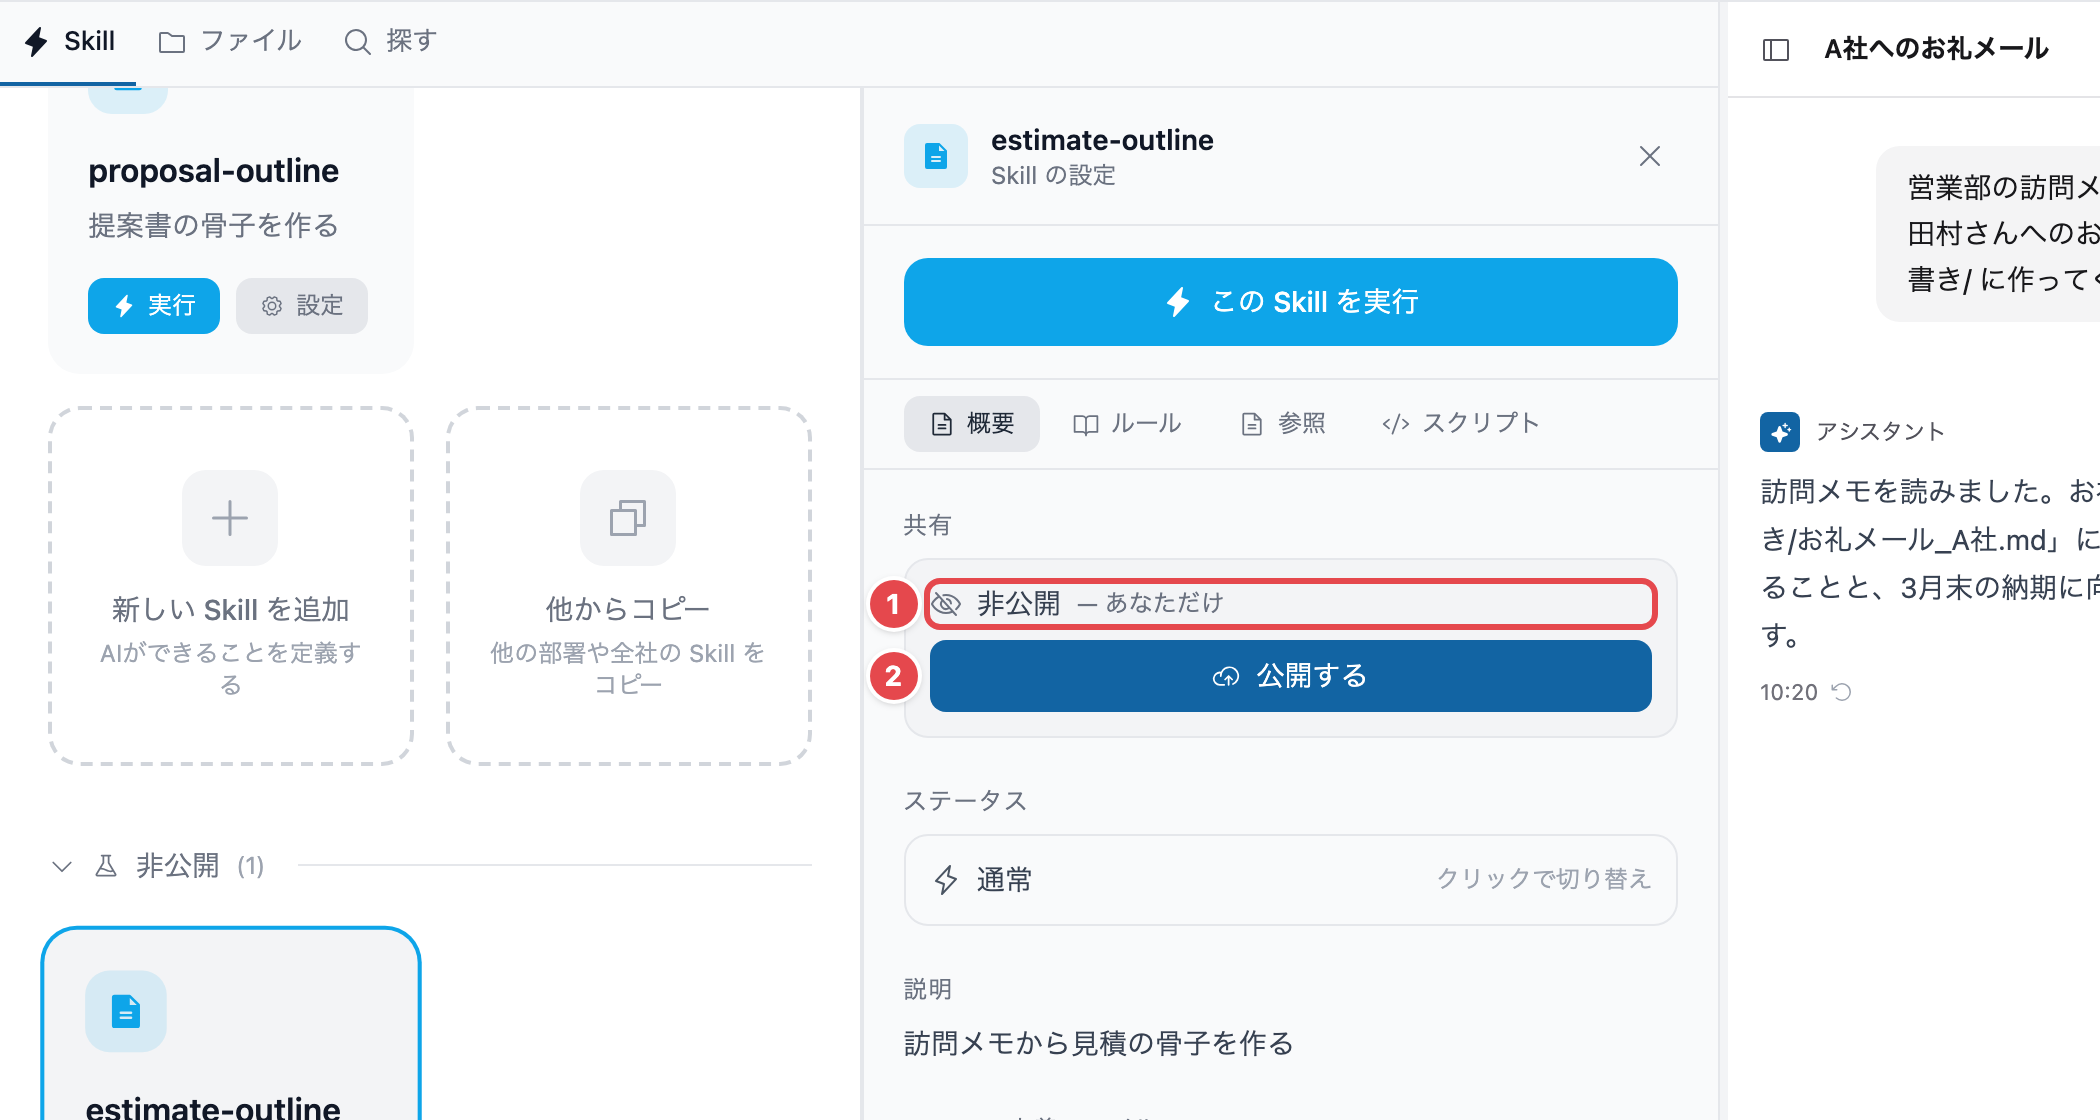 Skill
ファイル
探す
proposal-outline
提案書の骨子を作る
実行
設定
新しい Skill を追加
AIができることを定義す
る
他からコピー
他の部署や全社の Skill を
コピー
非公開 (1)
estimate-outline
estimate-outline
Skill の設定
この Skill を実行
概要
ルール
参照
スクリプト
共有
1
非公開 — あなただけ
2
公開する
ステータス
通常
クリックで切り替え
説明
訪問メモから見積の骨子を作る
A社へのお礼メール
営業部の訪問メ
田村さんへのお
書き/ に作って
アシスタント
訪問メモを読みました。お
き/お礼メール_A社.md」に
ることと、3月末の納期に向
す。
10:20